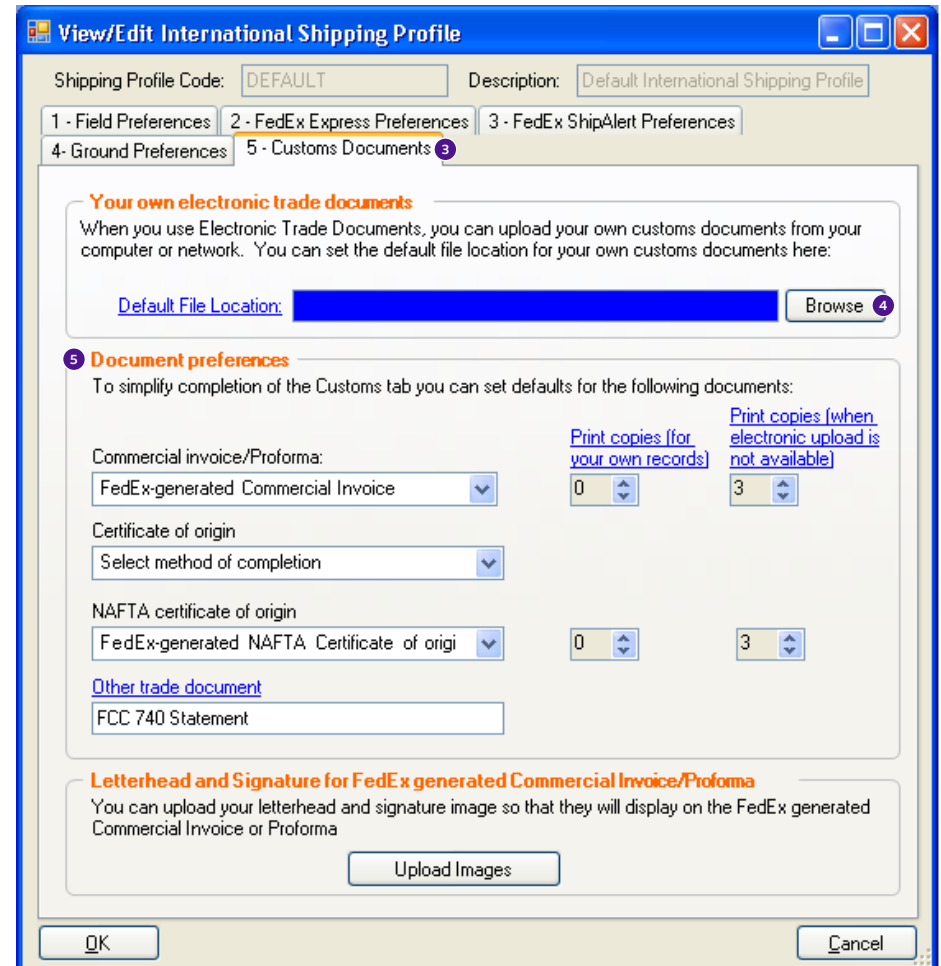 View/Edit International Shipping Profile
Shipping Profile Code: DEFAULT Description: Default International Shipping Profile
1 - Field Preferences 2 - FedEx Express Preferences 3 - FedEx ShipAlert Preferences
4- Ground Preferences 5 - Customs Documents 3
Your own electronic trade documents
When you use Electronic Trade Documents, you can upload your own customs documents from your
computer or network. You can set the default file location for your own customs documents here:
Default File Location: Browse 4
5 Document preferences
To simplify completion of the Customs tab you can set defaults for the following documents:
Print copies (for
your own records)
Print copies (when
electronic upload is
not available)
Commercial invoice/Proforma:
FedEx-generated Commercial Invoice 0 3
Certificate of origin
Select method of completion
NAFTA certificate of origin
FedEx-generated NAFTA Certificate of origi 0 3
Other trade document
FCC 740 Statement
Letterhead and Signature for FedEx generated Commercial Invoice/Proforma
You can upload your letterhead and signature image so that they will display on the FedEx generated
Commercial Invoice or Proforma
Upload Images
OK Cancel